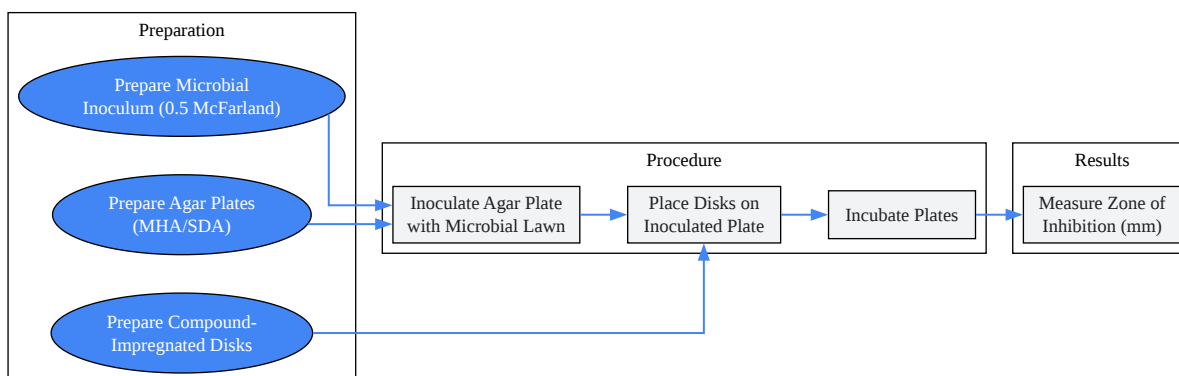 Preparation
Prepare Microbial
Inoculum (0.5 McFarland)
Prepare Agar Plates
(MHA/SDA)
Prepare Compound-
Impregnated Disks
Procedure
Inoculate Agar Plate
with Microbial Lawn
Place Disks on
Inoculated Plate
Incubate Plates
Results
Measure Zone of
Inhibition (mm)